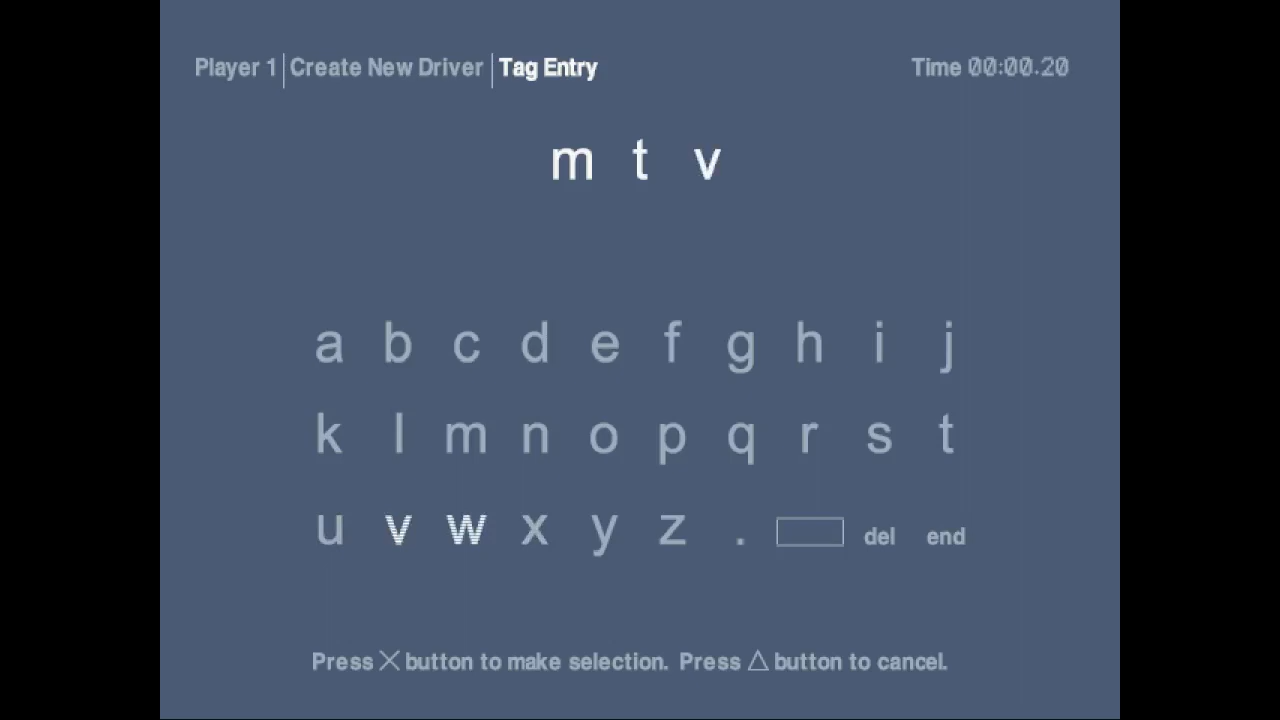 Player 1 Create New Driver Tag Entry Time 00:00.20
m t v
a b c d e f g h i j
k l m n o p q r s t
u v w x y z . del end
Press X button to make selection. Press △ button to cancel.